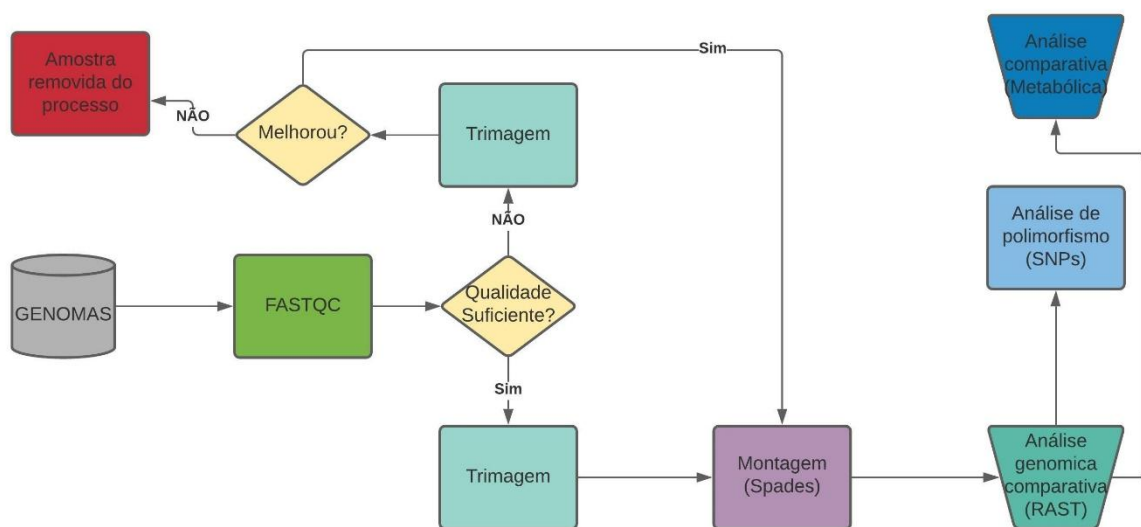 Amostra
removida do
processo
NÃO
Melhorou?
Sim
Trimagem
NÃO
Análise
comparativa
(Metabólica)
Análise de
polimorfismo
(SNPs)
GENOMAS
FASTQC
Qualidade
Suficiente?
Sim
Trimagem
Montagem
(Spades)
Análise
genomica
comparativa
(RAST)